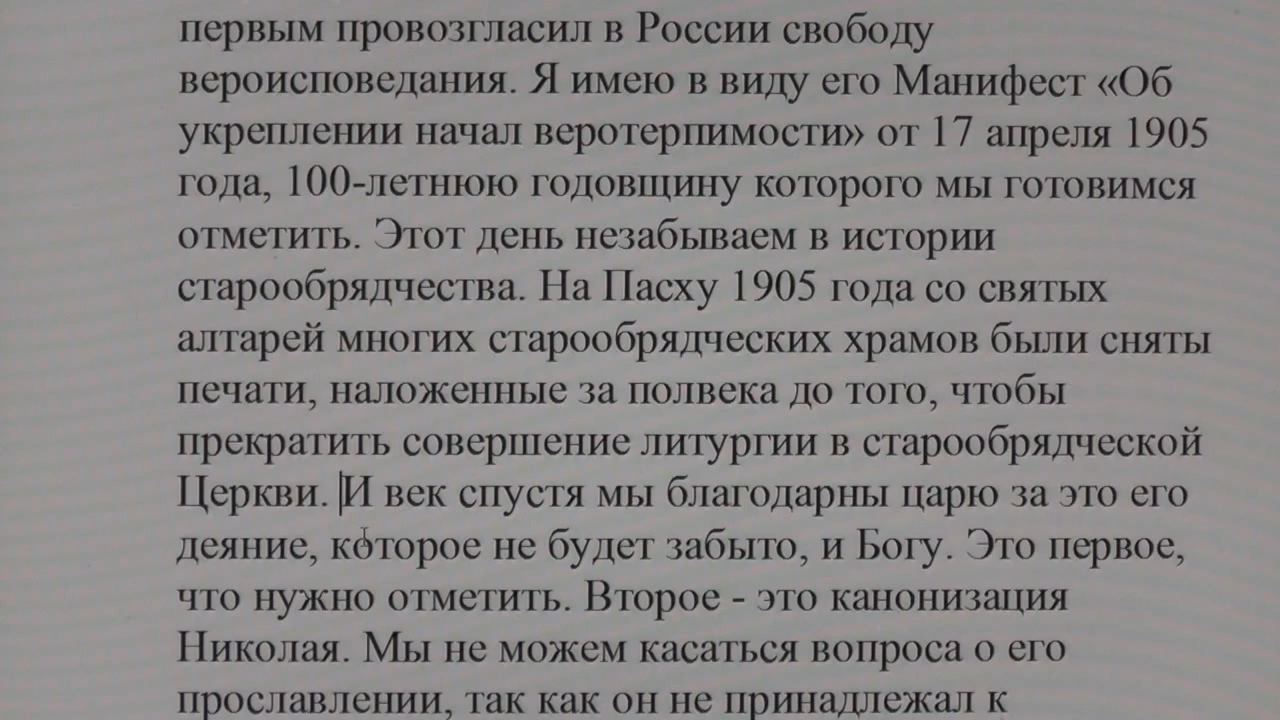 первым провозгласил в России свободу
вероисповедания. Я имею в виду его Манифест «Об
укреплении начал веротерпимости» от 17 апреля 1905
года, 100-летнюю годовщину которого мы готовимся
отметить. Этот день незабываем в истории
старообрядчества. На Пасху 1905 года со святых
алтарей многих старообрядческих храмов были сняты
печати, наложенные за полвека до того, чтобы
прекратить совершение литургии в старообрядческой
Церкви. И век спустя мы благодарны царю за это его
деяние, которое не будет забыто, и Богу. Это первое,
что нужно отметить. Второе - это канонизация
Николая. Мы не можем касаться вопроса о его
прославлении, так как он не принадлежал к